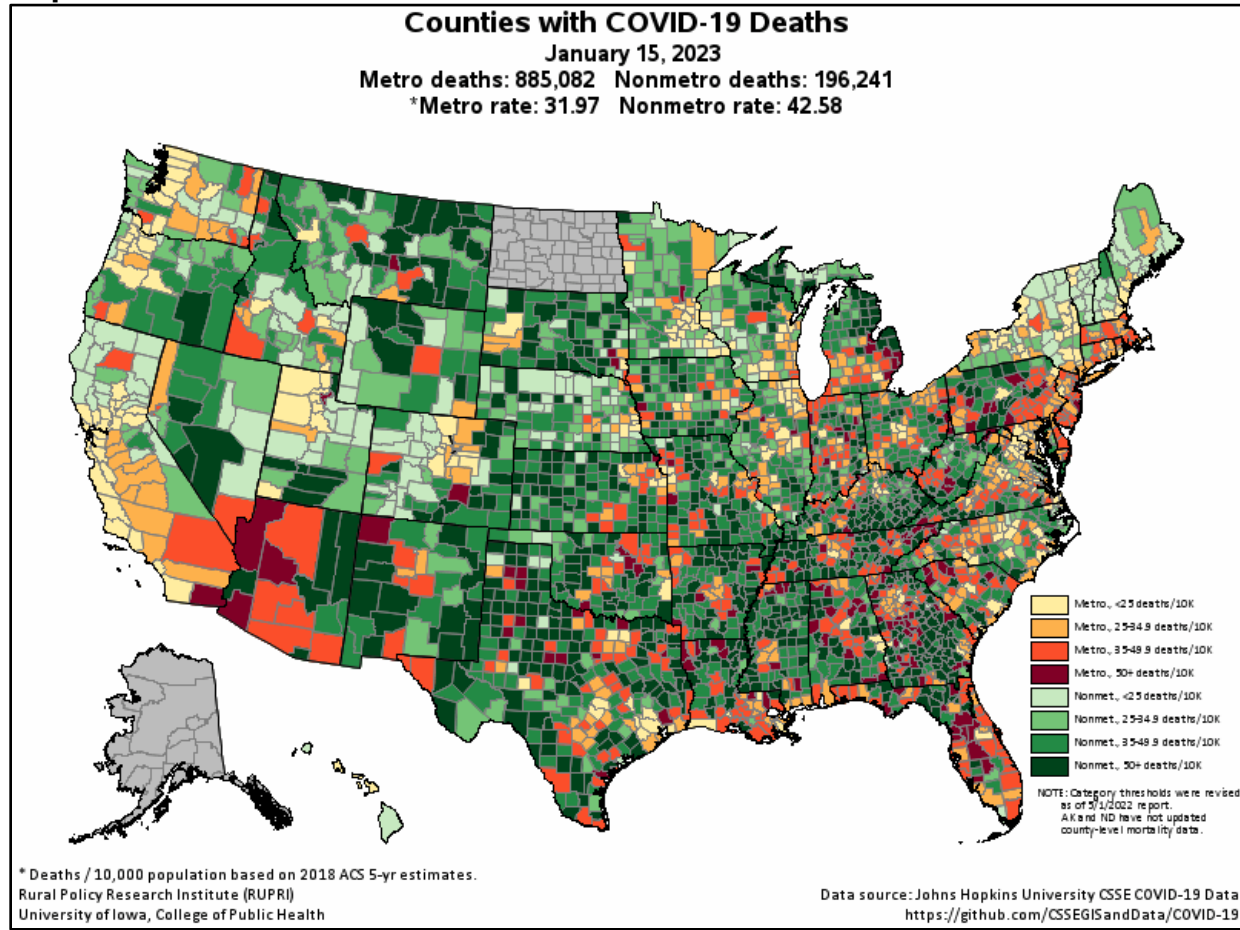 Counties with COVID-19 Deaths
January 15, 2023
Metro deaths: 885,082 Nonmetro deaths: 196,241
*Metro rate: 31.97 Nonmetro rate: 42.58
Metro., <25 deaths/10K
Metro., 25-34.9 deaths/10K
Metro., 35-49.9 deaths/10K
Metro., 50+ deaths/10K
Nonmet., <25 deaths/10K
Nonmet., 25-34.9 deaths/10K
Nonmet., 35-49.9 deaths/10K
Nonmet., 50+ deaths/10K
NOTE: Category thresholds were revised
as of 5/1/2022 report.
AK and ND have not updated
county-level mortality data.
* Deaths / 10,000 population based on 2018 ACS 5-yr estimates.
Rural Policy Research Institute (RUPRI)
University of Iowa, College of Public Health
Data source: Johns Hopkins University CSSE COVID-19 Data
https://github.com/CSSEGISandData/COVID-19